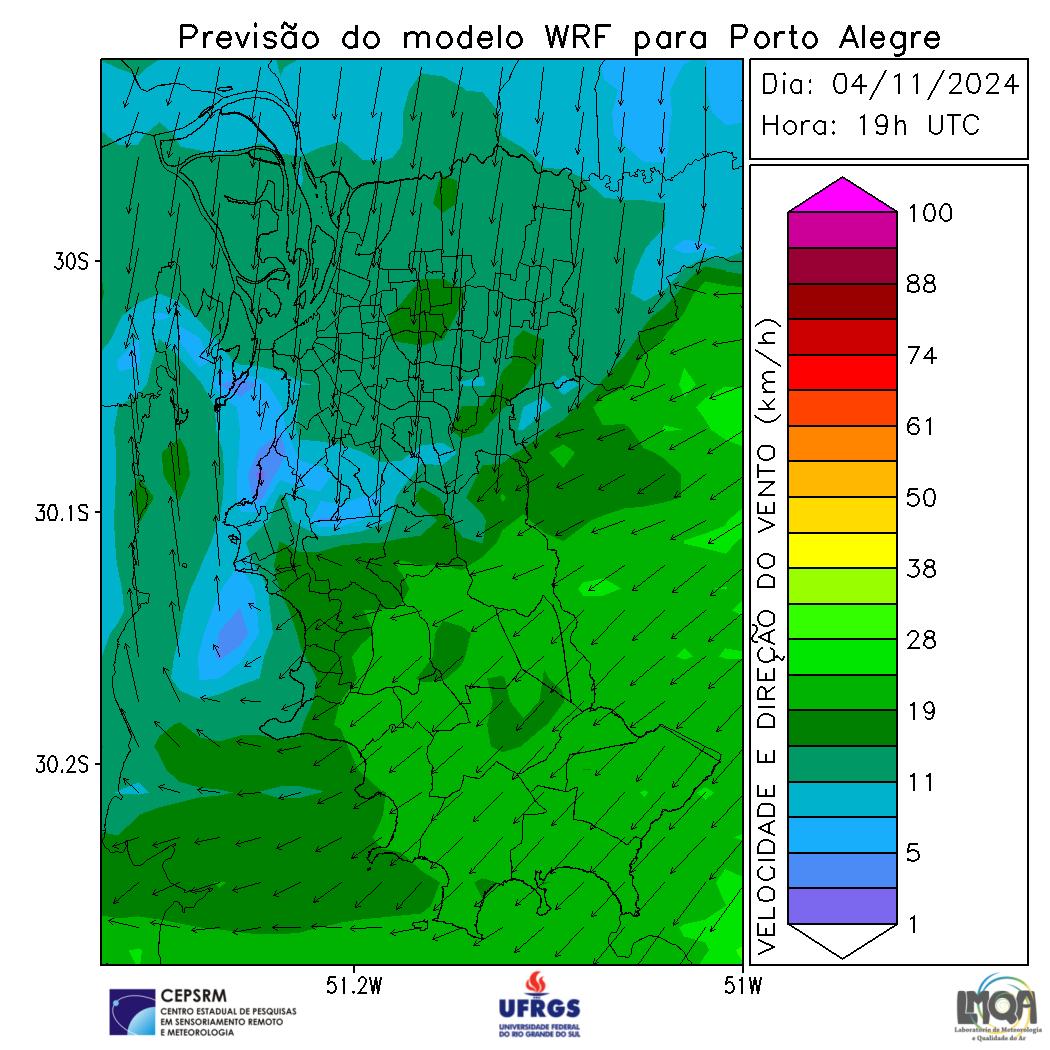 Previsão do modelo WRF para Porto Alegre
Dia: 04/11/2024
Hora: 19h UTC
30S
30.1S
30.2S
51.2W
51W
VELOCIDADE E DIREÇÃO DO VENTO (km/h)
100
88
74
61
50
38
28
19
11
5
1
CEPSRM
CENTRO ESTADUAL DE PESQUISAS
EM SENSORIAMENTO REMOTO
E METEOROLOGIA
UFRGS
UNIVERSIDADE FEDERAL
DO RIO GRANDE DO SUL
LMQA
Laboratório de Meteorologia
e Qualidade do Ar